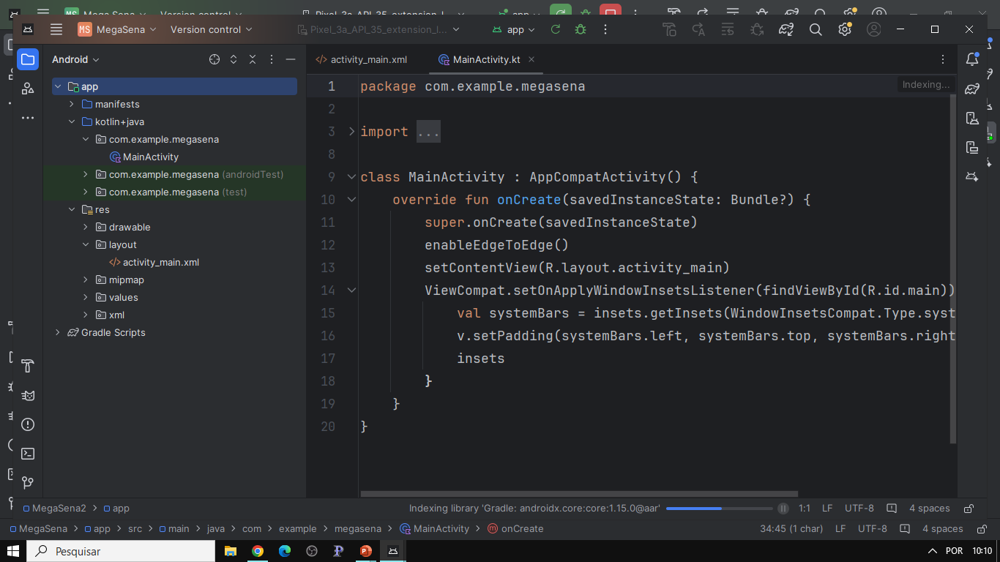 MS Mega Sena Version control Pixel_3a_API_35_extension_l app
MS MegaSena Version control Pixel_3a_API_35_extension_l... app
Android
activity_main.xml MainActivity.kt
app
manifests
kotlin+java
com.example.megasena
MainActivity
com.example.megasena (androidTest)
com.example.megasena (test)
res
drawable
layout
activity_main.xml
mipmap
values
xml
Gradle Scripts
Indexing...
1 package com.example.megasena
2
3 import ...
8
9 class MainActivity : AppCompatActivity() {
10 override fun onCreate(savedInstanceState: Bundle?) {
11 super.onCreate(savedInstanceState)
12 enableEdgeToEdge()
13 setContentView(R.layout.activity_main)
14 ViewCompat.setOnApplyWindowInsetsListener(findViewById(R.id.main))
15 val systemBars = insets.getInsets(WindowInsetsCompat.Type.syst
16 v.setPadding(systemBars.left, systemBars.top, systemBars.right
17 insets
18 }
19 }
20 }
MegaSena2 > app Indexing library 'Gradle: androidx.core:core:1.15.0@aar' 1:1 LF UTF-8 4 spaces
MegaSena > app > src > main > java > com > example > megasena > MainActivity > onCreate 34:45 (1 char) LF UTF-8 4 spaces
Pesquisar POR 10:10